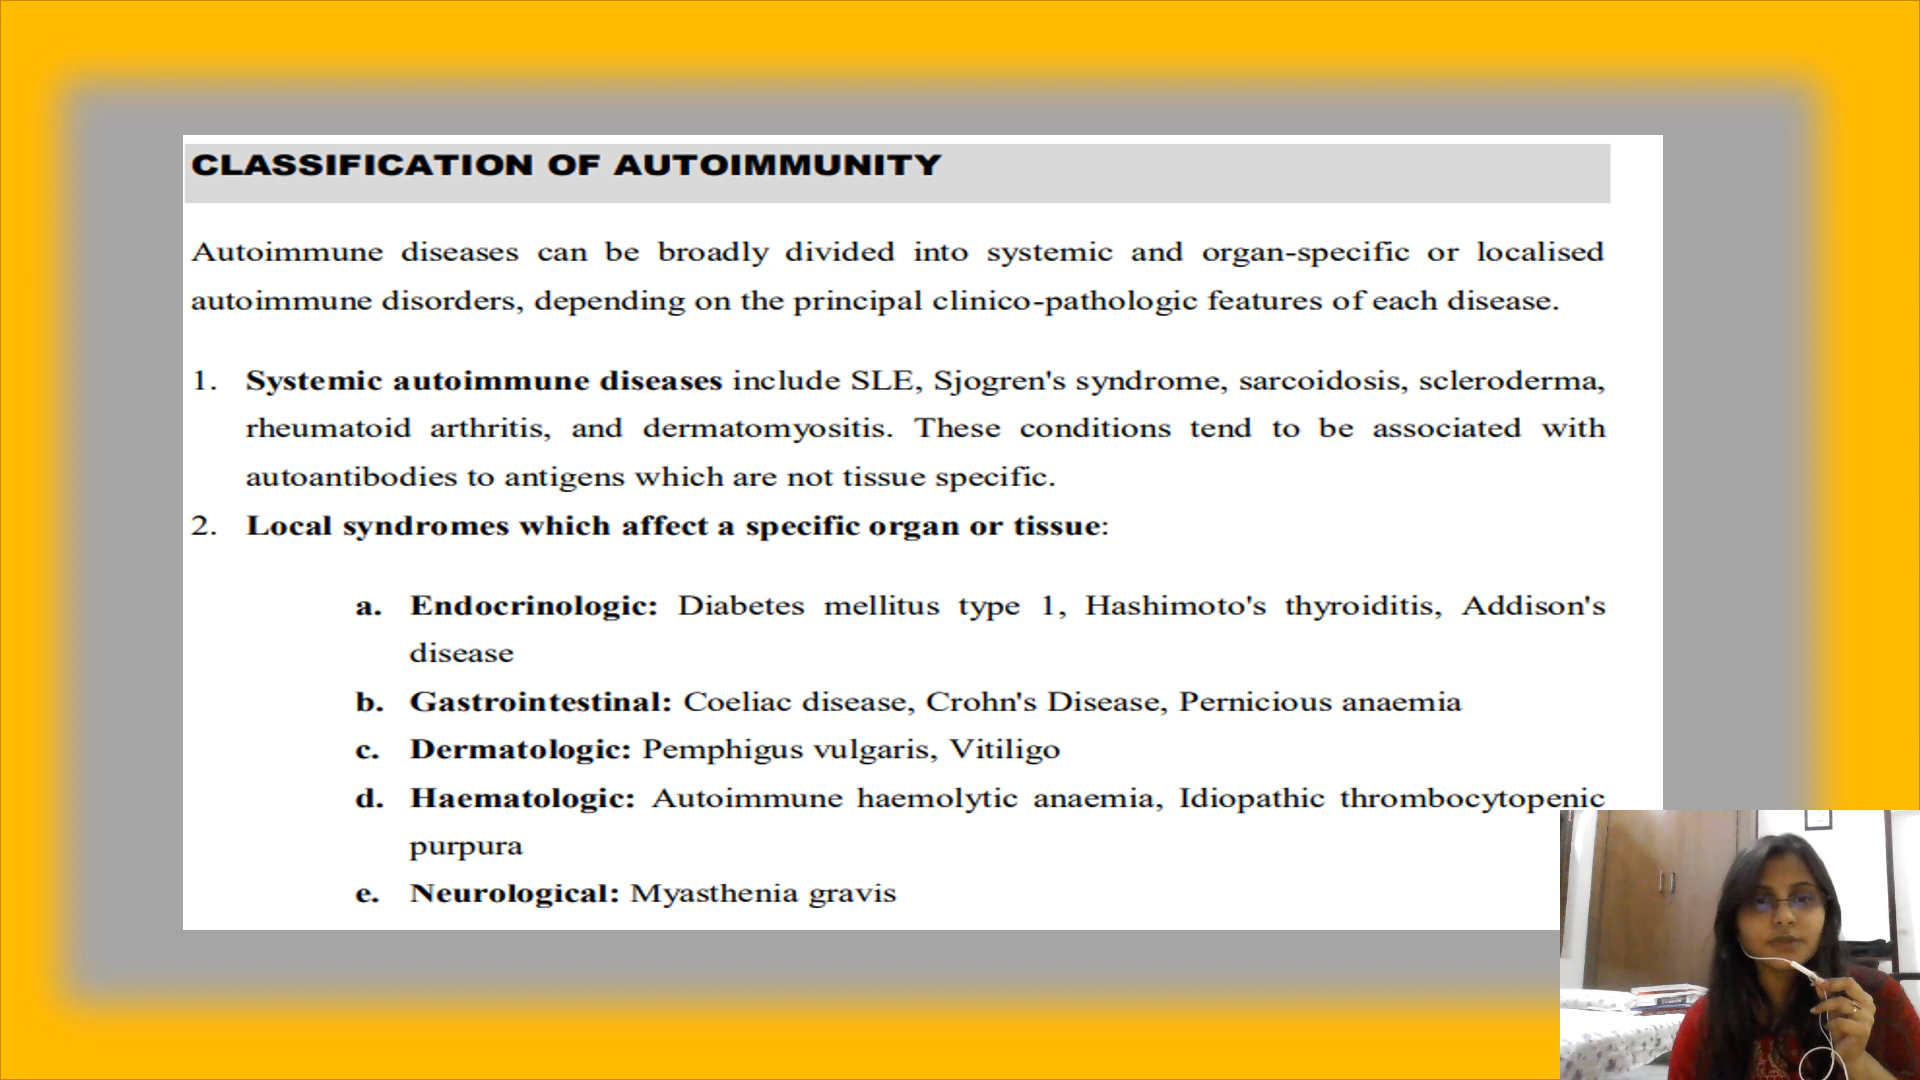 CLASSIFICATION OF AUTOIMMUNITY
Autoimmune diseases can be broadly divided into systemic and organ-specific or localised
autoimmune disorders, depending on the principal clinico-pathologic features of each disease.
1. Systemic autoimmune diseases include SLE, Sjogren's syndrome, sarcoidosis, scleroderma,
rheumatoid arthritis, and dermatomyositis. These conditions tend to be associated with
autoantibodies to antigens which are not tissue specific.
2. Local syndromes which affect a specific organ or tissue:
a. Endocrinologic: Diabetes mellitus type 1, Hashimoto's thyroiditis, Addison's
disease
b. Gastrointestinal: Coeliac disease, Crohn's Disease, Pernicious anaemia
c. Dermatologic: Pemphigus vulgaris, Vitiligo
d. Haematologic: Autoimmune haemolytic anaemia, Idiopathic thrombocytopenic
purpura
e. Neurological: Myasthenia gravis